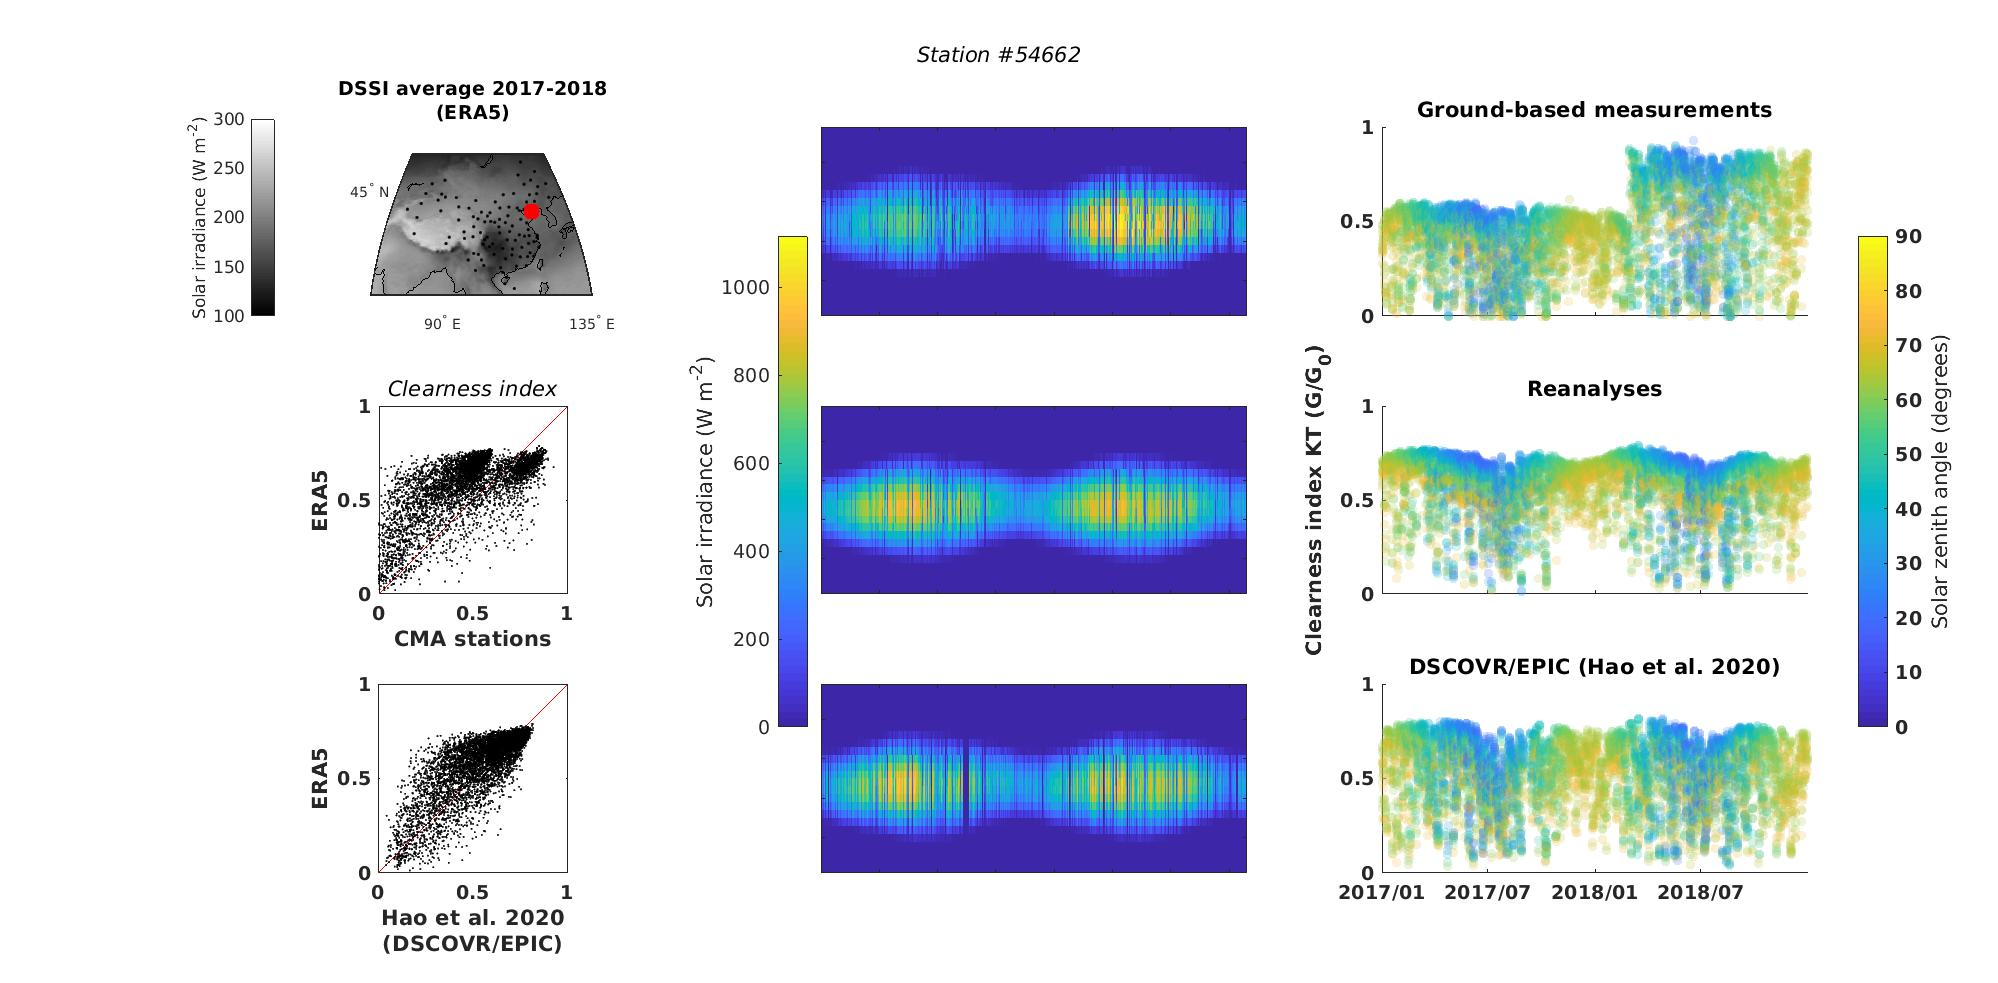 Station #54662
DSSI average 2017-2018
(ERA5)
Solar irradiance (W m-2)
300
250
200
150
100
45° N
90° E
135° E
Clearness index
ERA5
1
0.5
0
0
0.5
1
CMA stations
ERA5
1
0.5
0
0
0.5
1
Hao et al. 2020
(DSCOVR/EPIC)
Solar irradiance (W m-2)
1000
800
600
400
200
0
Clearness index KT (G/G0)
Ground-based measurements
1
0.5
0
Reanalyses
1
0.5
0
DSCOVR/EPIC (Hao et al. 2020)
1
0.5
0
2017/01 2017/07 2018/01 2018/07
90
80
70
60
50
40
30
20
10
0
Solar zenith angle (degrees)